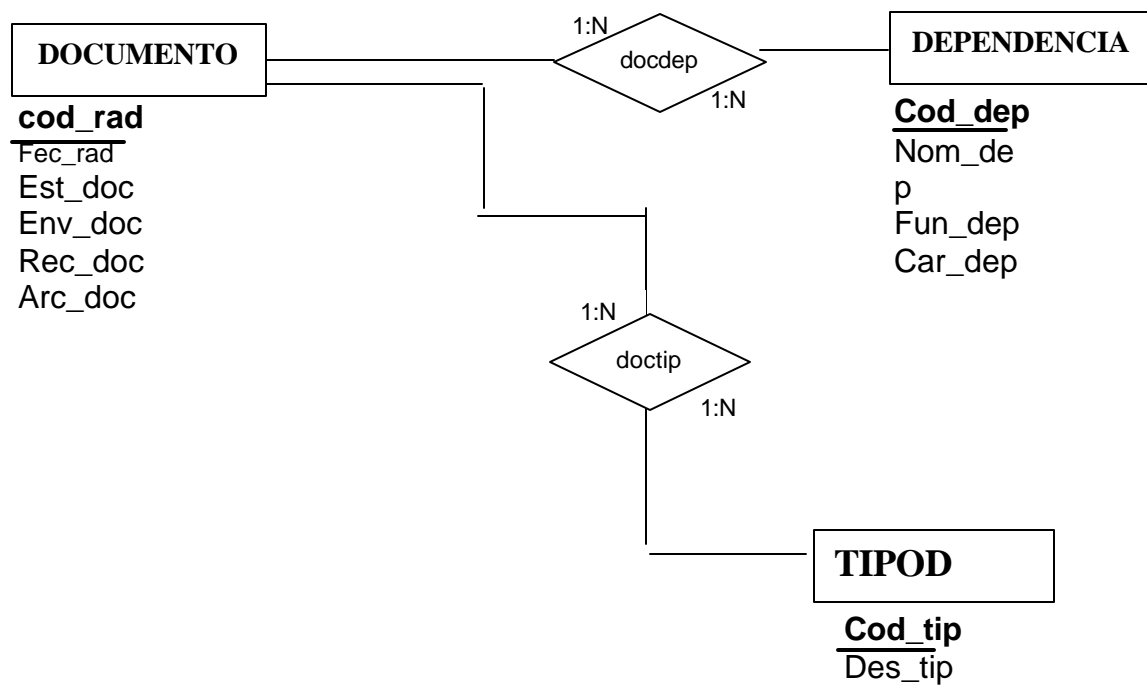 DOCUMENTO
cod_rad
Fec_rad
Est_doc
Env_doc
Rec_doc
Arc_doc
1:N
docdep
1:N
DEPENDENCIA
Cod_dep
Nom_de
p
Fun_dep
Car_dep
1:N
doctip
1:N
TIPOD
Cod_tip
Des_tip